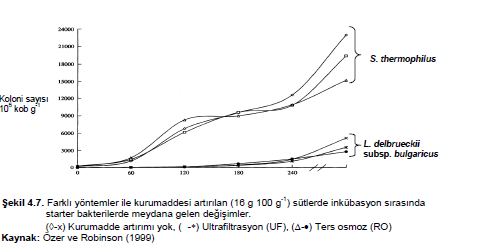 24000
21000
18000
15000
12000
9000
6000
3000
0
Koloni sayısı
10⁶ kob g⁻¹
0 60 120 180 240
S. thermophilus
L. delbrueckii
subsp. bulgaricus
Şekil 4.7. Farklı yöntemler ile kurumaddesi artırılan (16 g 100 g⁻¹) sütlerde inkübasyon sırasında
starter bakterilerde meydana gelen değişimler.
(◊-x) Kurumadde artırımı yok, ( -*) Ultrafiltrasyon (UF), (Δ-●) Ters osmoz (RO)
Kaynak: Özer ve Robinson (1999)